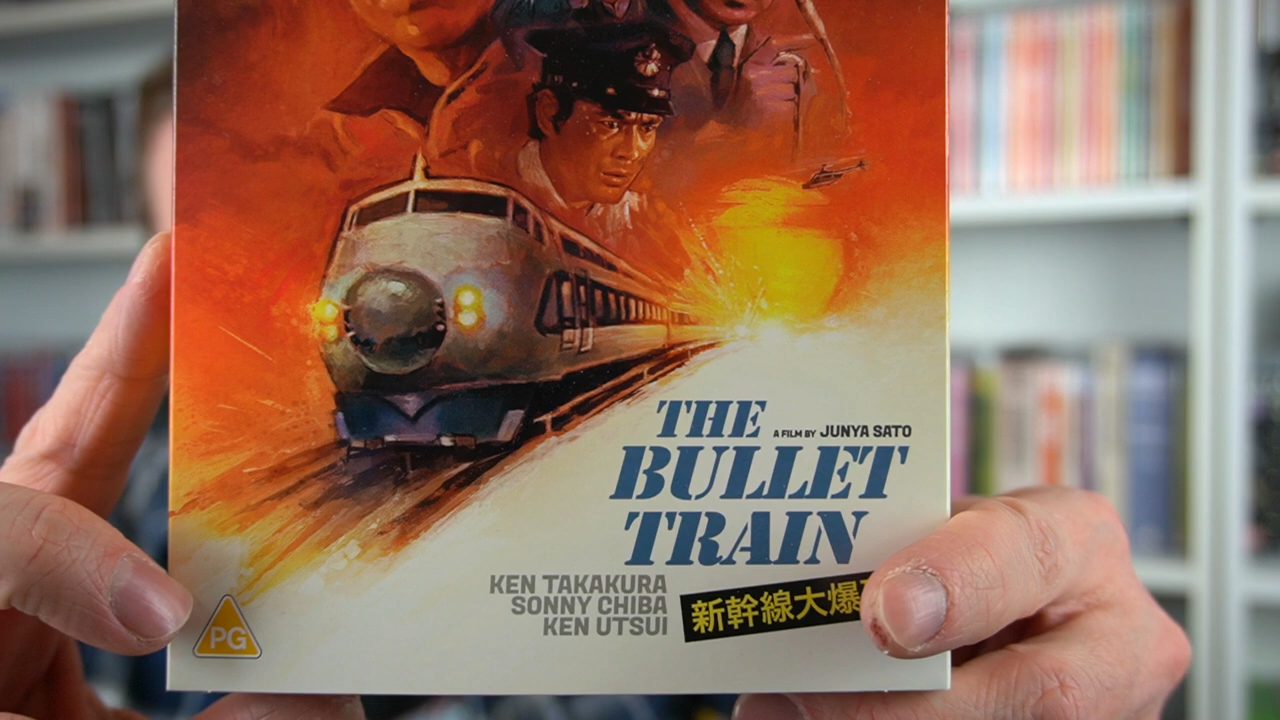 THE
A FILM BY JUNYA SATO
BULLET
TRAIN
KEN TAKAKURA
SONNY CHIBA
KEN UTSUI
新幹線大爆
PG